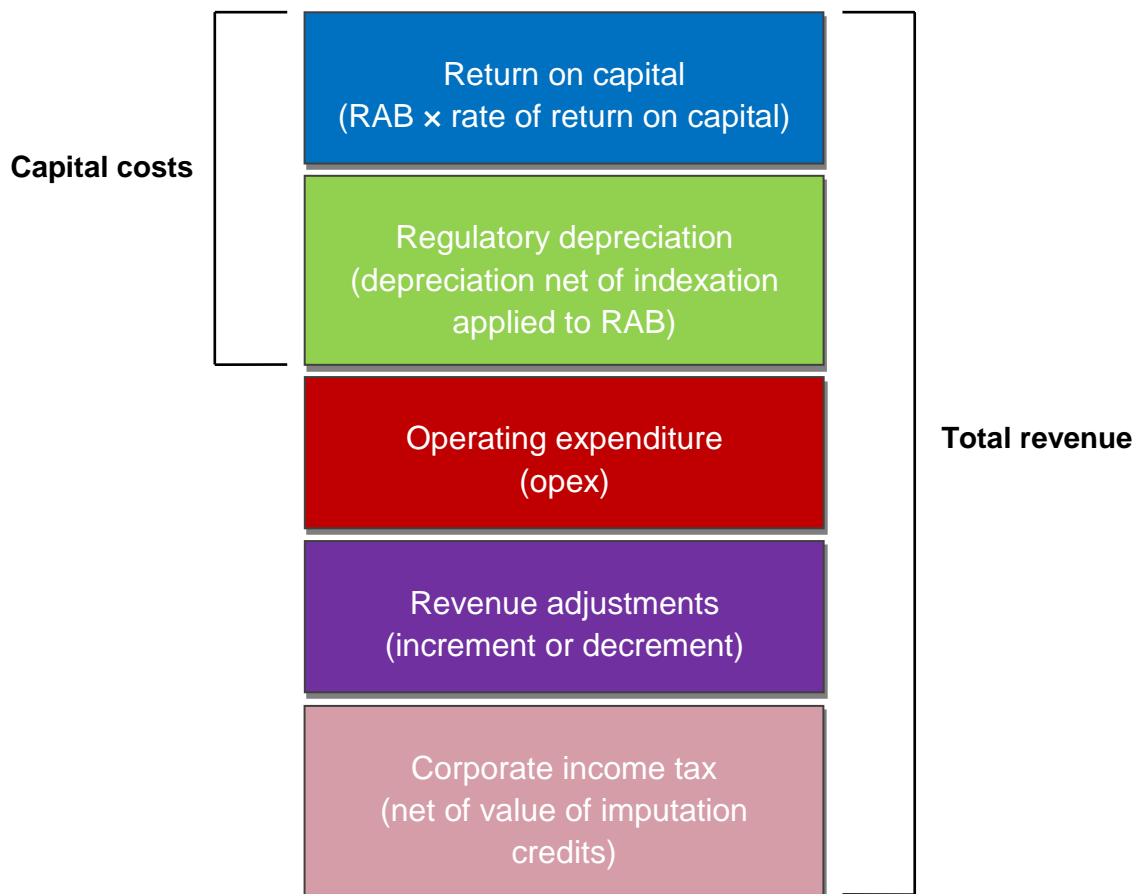 Return on capital
(RAB × rate of return on capital)
Capital costs
Regulatory depreciation
(depreciation net of indexation
applied to RAB)
Operating expenditure
(opex)
Total revenue
Revenue adjustments
(increment or decrement)
Corporate income tax
(net of value of imputation
credits)